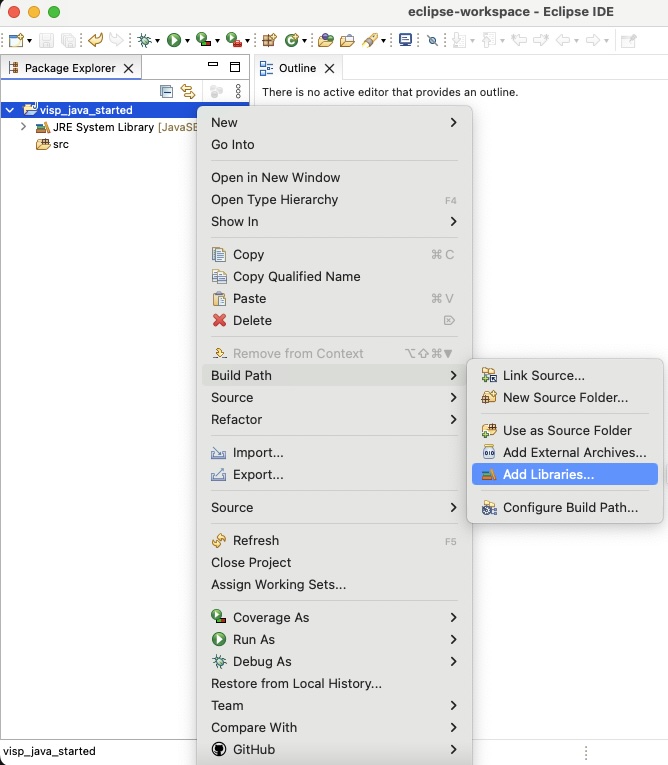 eclipse-workspace - Eclipse IDE
Package Explorer
Outline
There is no active editor that provides an outline.
visp_java_started
JRE System Library [JavaSE
src
New
Go Into
Open in New Window
Open Type Hierarchy F4
Show In
Copy ⌘ C
Copy Qualified Name
Paste ⌘ V
Delete ⌦
Remove from Context ⌥⇧⌘▼
Build Path
Source
Refactor
Import...
Export...
Source
Refresh F5
Close Project
Assign Working Sets...
Coverage As
Run As
Debug As
Restore from Local History...
Team
Compare With
GitHub
Link Source...
New Source Folder...
Use as Source Folder
010
Add External Archives...
Add Libraries...
Configure Build Path...
visp_java_started